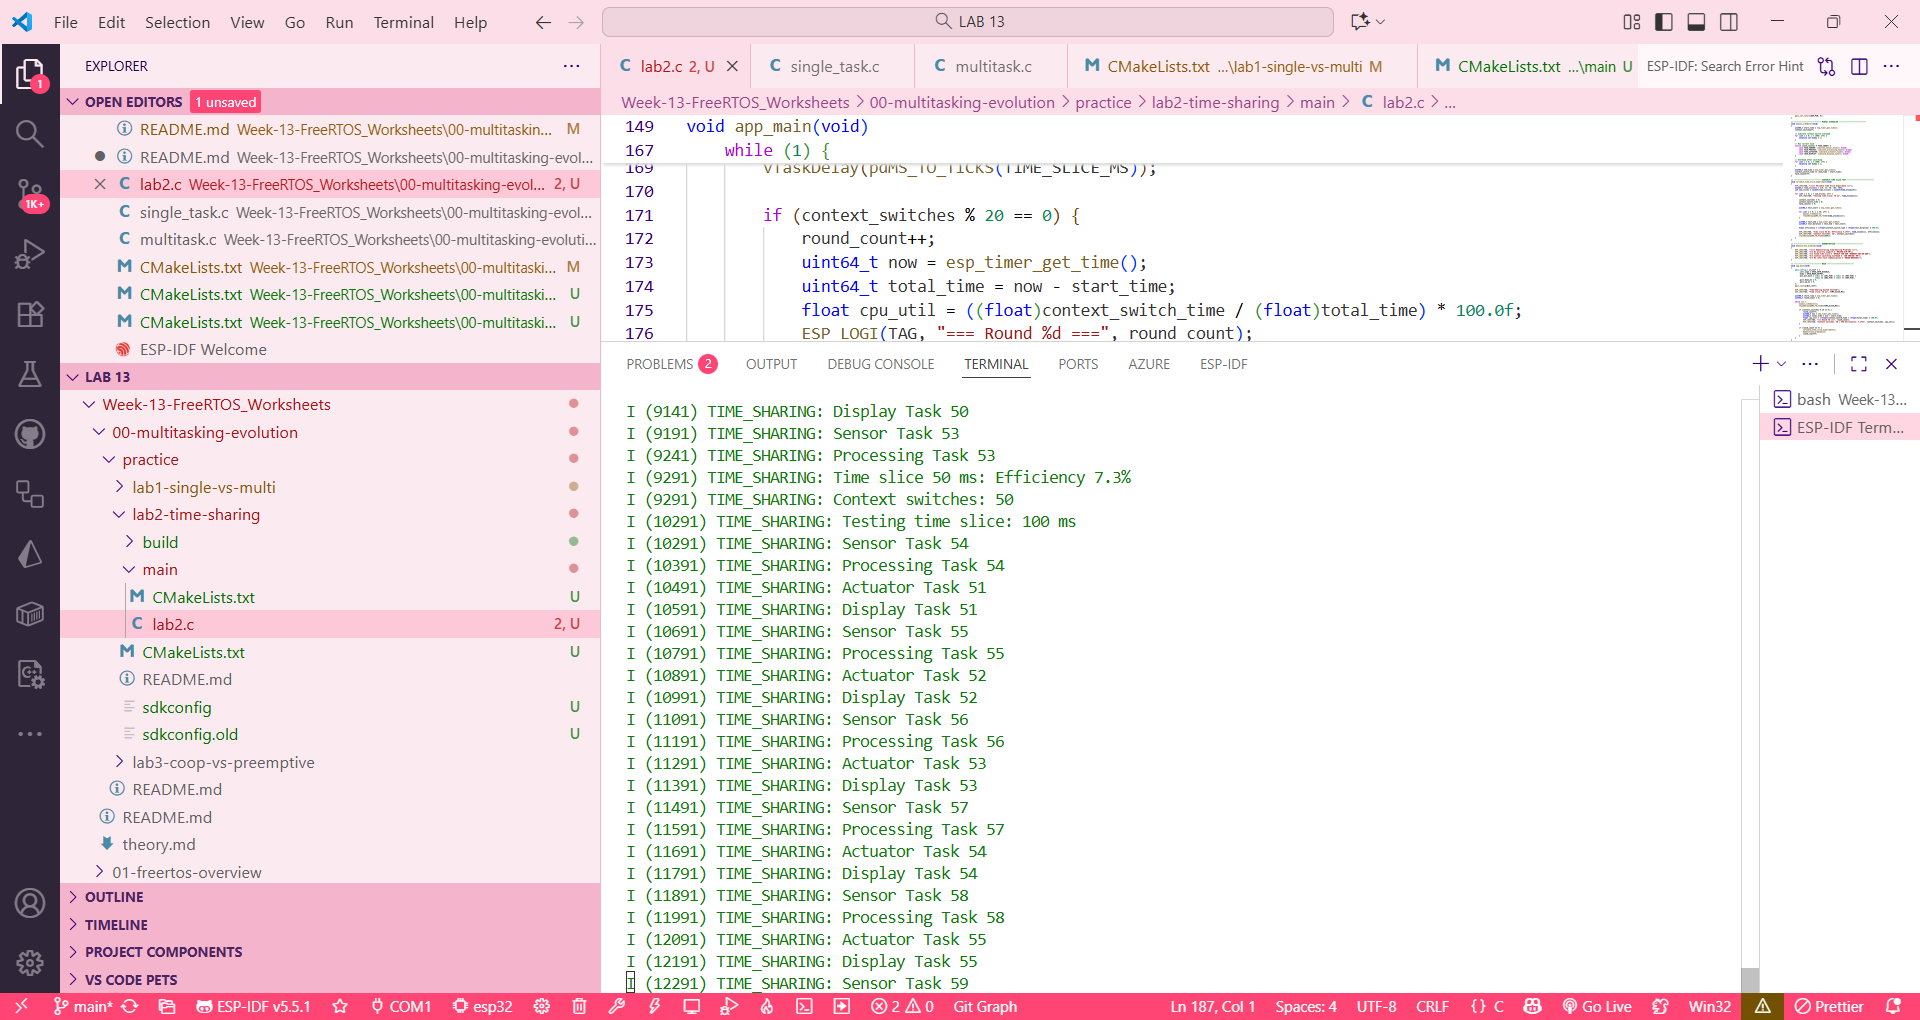 File Edit Selection View Go Run Terminal Help
LAB 13
EXPLORER
OPEN EDITORS 1 unsaved
README.md Week-13-FreeRTOS_Worksheets\00-multitaskin... M
README.md Week-13-FreeRTOS_Worksheets\00-multitasking-evol...
lab2.c Week-13-FreeRTOS_Worksheets\00-multitasking-evol... 2, U
single_task.c Week-13-FreeRTOS_Worksheets\00-multitasking-evol...
multitask.c Week-13-FreeRTOS_Worksheets\00-multitasking-evoluti...
CMakeLists.txt Week-13-FreeRTOS_Worksheets\00-multitaski... M
CMakeLists.txt Week-13-FreeRTOS_Worksheets\00-multitaski... U
CMakeLists.txt Week-13-FreeRTOS_Worksheets\00-multitaski... U
ESP-IDF Welcome
LAB 13
Week-13-FreeRTOS_Worksheets
00-multitasking-evolution
practice
lab1-single-vs-multi
lab2-time-sharing
build
main
CMakeLists.txt U
lab2.c 2, U
CMakeLists.txt U
README.md
sdkconfig U
sdkconfig.old U
lab3-coop-vs-preemptive
README.md
README.md
theory.md
01-freertos-overview
OUTLINE
TIMELINE
PROJECT COMPONENTS
VS CODE PETS
1
1K+
lab2.c 2, U
single_task.c
multitask.c
CMakeLists.txt ...\lab1-single-vs-multi M
CMakeLists.txt ...\main U
ESP-IDF: Search Error Hint
Week-13-FreeRTOS_Worksheets > 00-multitasking-evolution > practice > lab2-time-sharing > main > C lab2.c > ...
149 void app_main(void)
167 while (1) {
169 vTaskDelay(pdMS_TO_TICKS(TIME_SLICE_MS));
170
171 if (context_switches % 20 == 0) {
172 round_count++;
173 uint64_t now = esp_timer_get_time();
174 uint64_t total_time = now - start_time;
175 float cpu_util = ((float)context_switch_time / (float)total_time) * 100.0f;
176 ESP_LOGI(TAG, "=== Round %d ===", round_count);
PROBLEMS 2 OUTPUT DEBUG CONSOLE TERMINAL PORTS AZURE ESP-IDF
I (9141) TIME_SHARING: Display Task 50
I (9191) TIME_SHARING: Sensor Task 53
I (9241) TIME_SHARING: Processing Task 53
I (9291) TIME_SHARING: Time slice 50 ms: Efficiency 7.3%
I (9291) TIME_SHARING: Context switches: 50
I (10291) TIME_SHARING: Testing time slice: 100 ms
I (10291) TIME_SHARING: Sensor Task 54
I (10391) TIME_SHARING: Processing Task 54
I (10491) TIME_SHARING: Actuator Task 51
I (10591) TIME_SHARING: Display Task 51
I (10691) TIME_SHARING: Sensor Task 55
I (10791) TIME_SHARING: Processing Task 55
I (10891) TIME_SHARING: Actuator Task 52
I (10991) TIME_SHARING: Display Task 52
I (11091) TIME_SHARING: Sensor Task 56
I (11191) TIME_SHARING: Processing Task 56
I (11291) TIME_SHARING: Actuator Task 53
I (11391) TIME_SHARING: Display Task 53
I (11491) TIME_SHARING: Sensor Task 57
I (11591) TIME_SHARING: Processing Task 57
I (11691) TIME_SHARING: Actuator Task 54
I (11791) TIME_SHARING: Display Task 54
I (11891) TIME_SHARING: Sensor Task 58
I (11991) TIME_SHARING: Processing Task 58
I (12091) TIME_SHARING: Actuator Task 55
I (12191) TIME_SHARING: Display Task 55
I (12291) TIME_SHARING: Sensor Task 59
bash Week-13...
ESP-IDF Term...
main* ESP-IDF v5.5.1 COM1 esp32 2 0 Git Graph Ln 187, Col 1 Spaces: 4 UTF-8 CRLF {} C Go Live Win32 Prettier